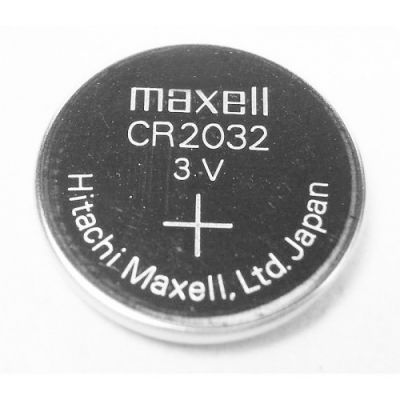 maxell
CR2032
3 V
+
Hitachi Maxell, Ltd. Japan